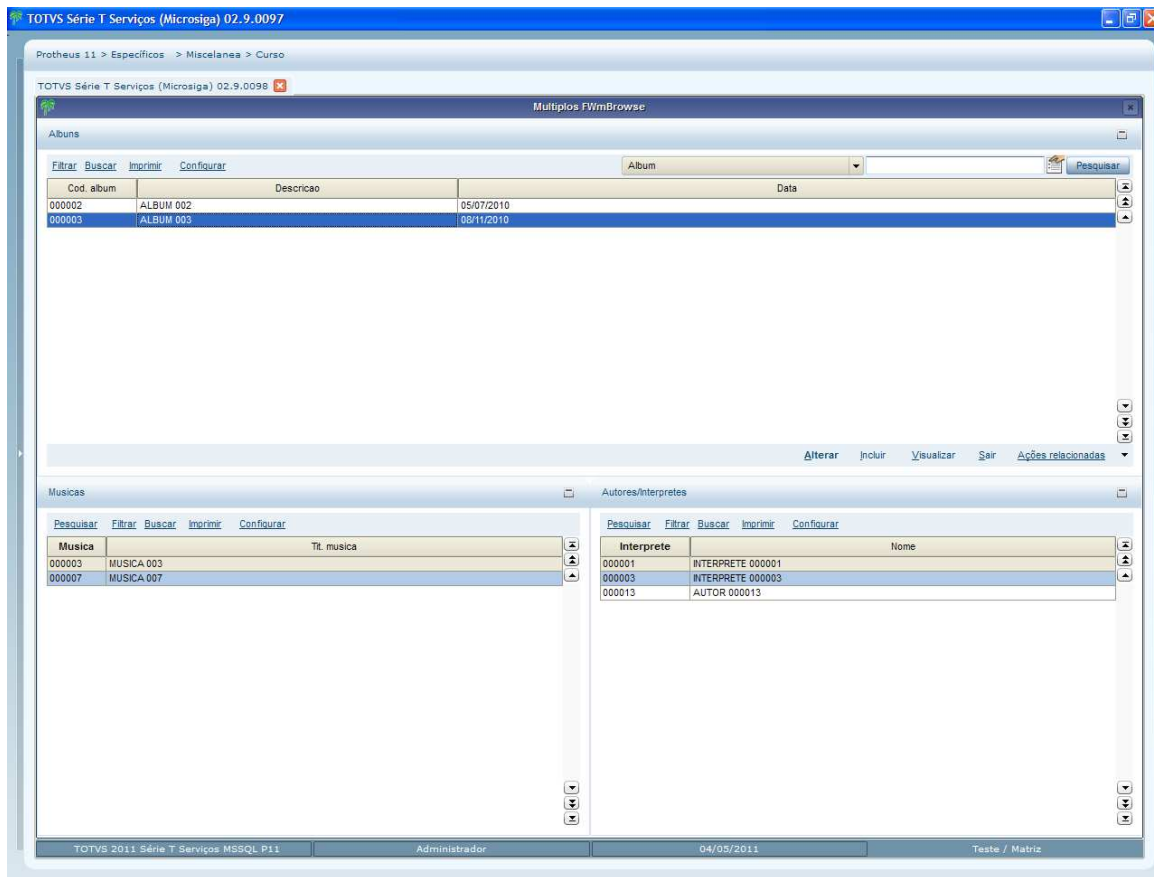 TOTVS Série T Serviços (Microsiga) 02.9.0097
Protheus 11 > Específicos > Miscelanea > Curso
TOTVS Série T Serviços (Microsiga) 02.9.0098
Multiplos FWmBrowse
Albuns
Filtrar Buscar Imprimir Configurar Album Pesquisar
Cod. album Descricao Data
000002 ALBUM 002 05/07/2010
000003 ALBUM 003 08/11/2010
Alterar Incluir Visualizar Sair Ações relacionadas
Musicas
Pesquisar Filtrar Buscar Imprimir Configurar
Musica Tit. musica
000003 MUSICA 003
000007 MUSICA 007
Autores/Interpretes
Pesquisar Filtrar Buscar Imprimir Configurar
Interprete Nome
000001 INTERPRETE 000001
000003 INTERPRETE 000003
000013 AUTOR 000013
TOTVS 2011 Série T Serviços MSSQL P11 Administrador 04/05/2011 Teste / Matriz